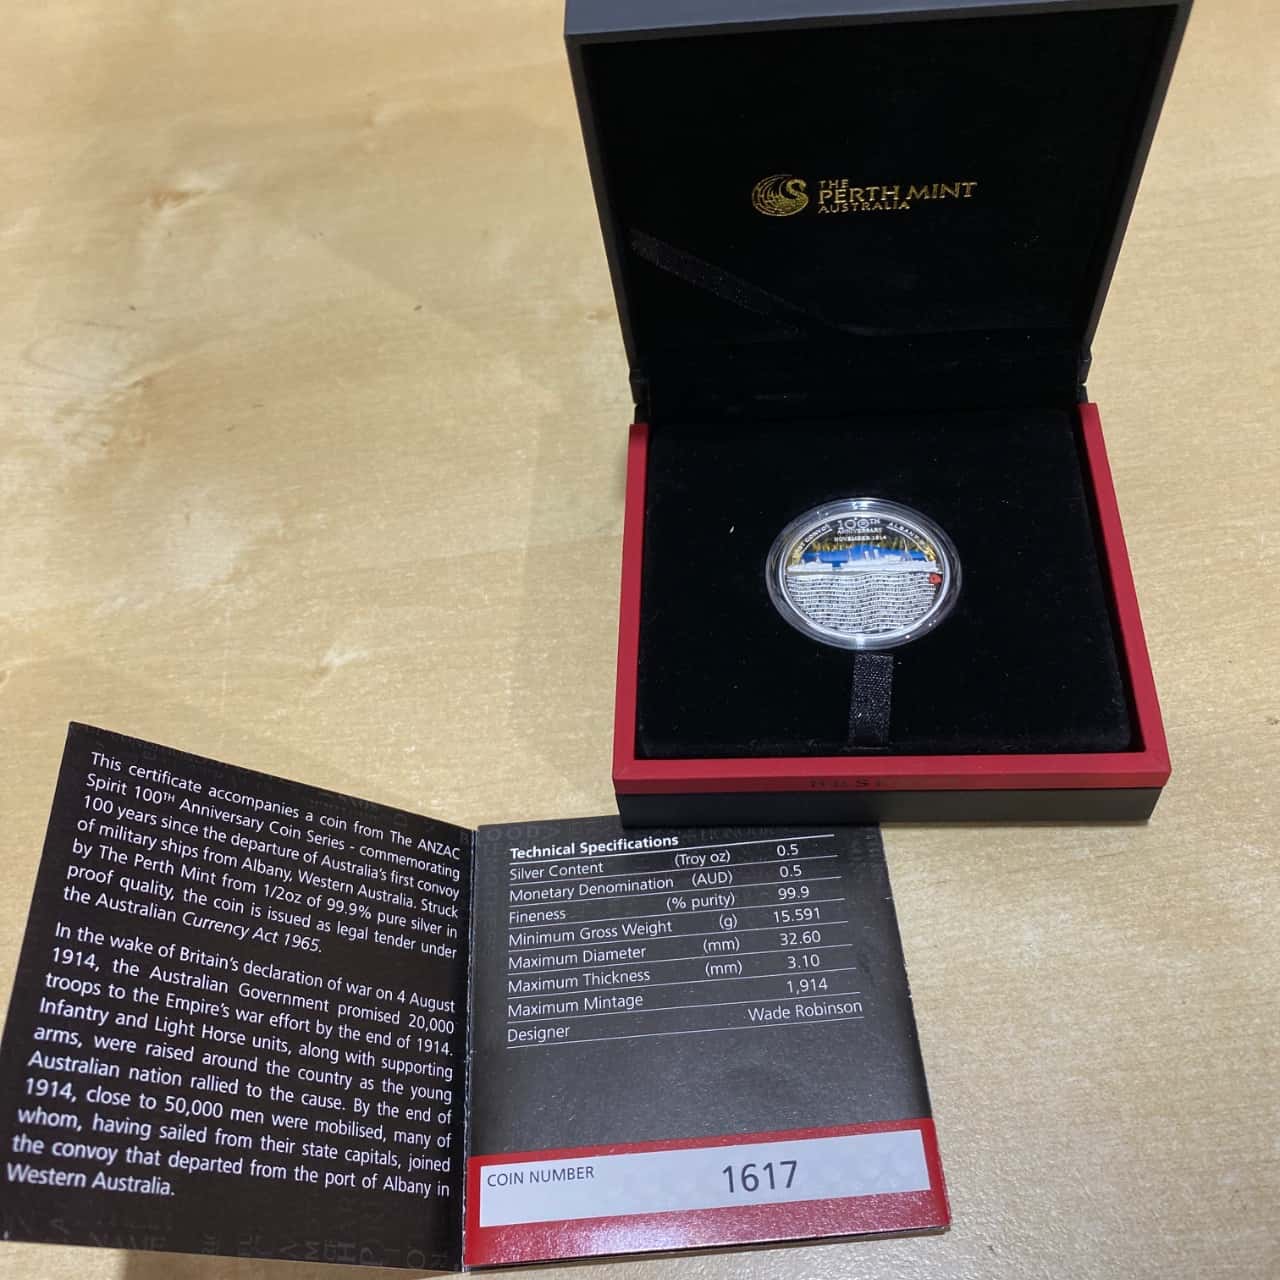 THE
PERTH MINT
AUSTRALIA
100TH
ANNIVERSARY
NOVEMBER 1914
CONVOY
ALBANY
This certificate accompanies a coin from The ANZAC
Spirit 100TH Anniversary Coin Series - commemorating
100 years since the departure of Australia's first convoy
of military ships from Albany, Western Australia. Struck
by The Perth Mint from 1/2oz of 99.9% pure silver in
proof quality, the coin is issued as legal tender under
the Australian Currency Act 1965.
In the wake of Britain's declaration of war on 4 August
1914, the Australian Government promised 20,000
troops to the Empire's war effort by the end of 1914.
Infantry and Light Horse units, along with supporting
arms, were raised around the country as the young
Australian nation rallied to the cause. By the end of
1914, close to 50,000 men were mobilised, many of
whom, having sailed from their state capitals, joined
the convoy that departed from the port of Albany in
Western Australia.
Technical Specifications
Silver Content (Troy oz) 0.5
Monetary Denomination (AUD) 0.5
Fineness (% purity) 99.9
Minimum Gross Weight (g) 15.591
Maximum Diameter (mm) 32.60
Maximum Thickness (mm) 3.10
Maximum Mintage 1,914
Designer Wade Robinson
COIN NUMBER 1617